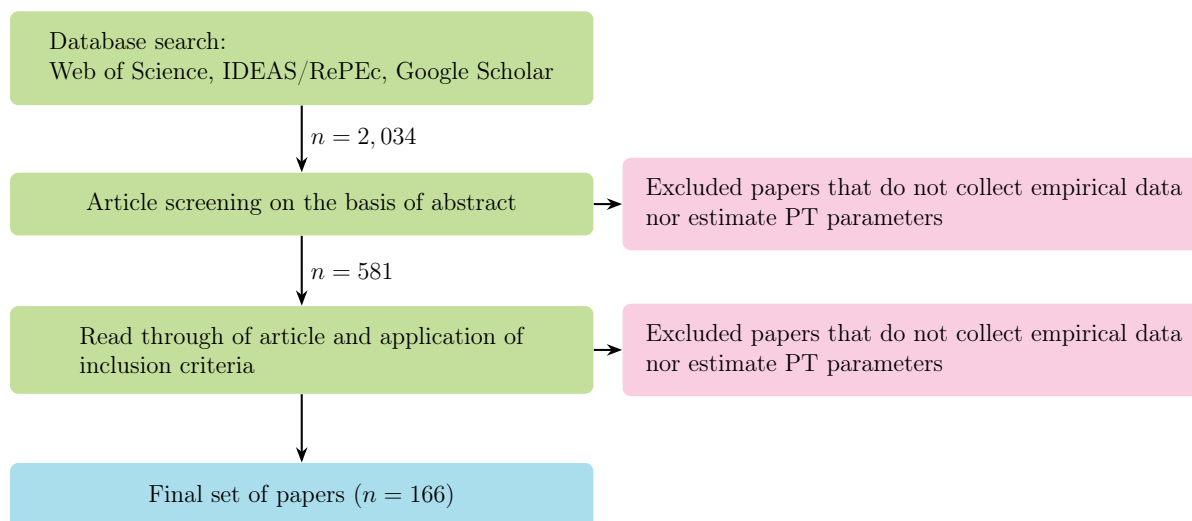 Database search:
Web of Science, IDEAS/RePEc, Google Scholar
n = 2, 034
Article screening on the basis of abstract
Excluded papers that do not collect empirical data
nor estimate PT parameters
n = 581
Read through of article and application of
inclusion criteria
Excluded papers that do not collect empirical data
nor estimate PT parameters
Final set of papers (n = 166)